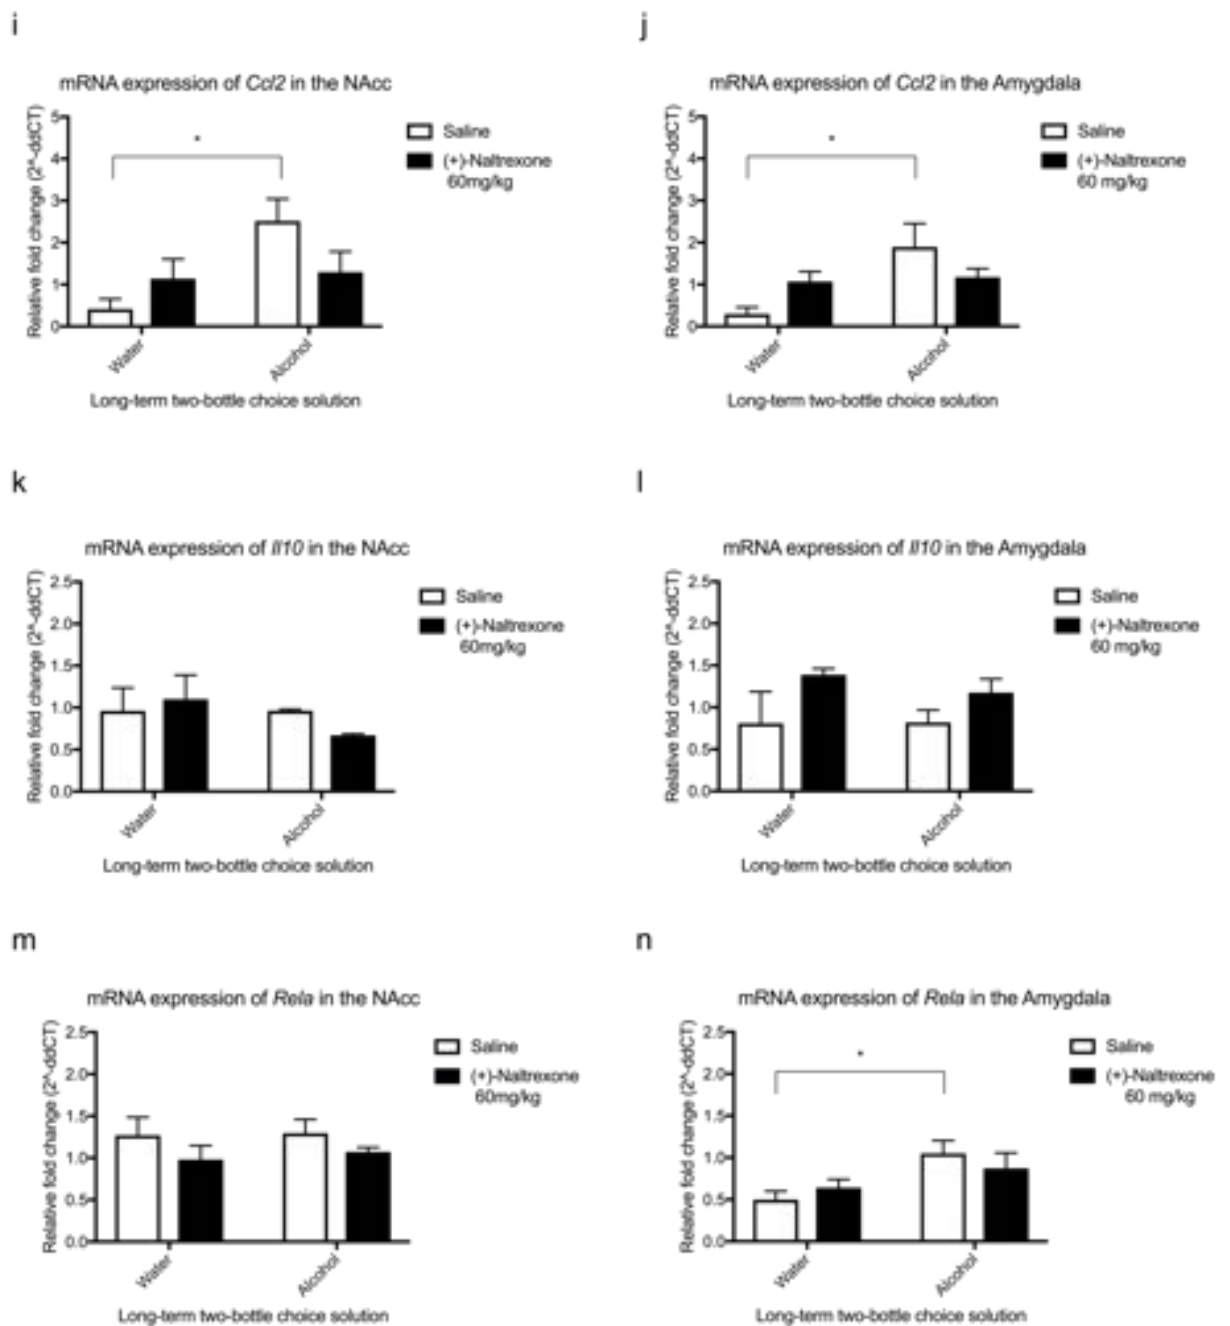 i
mRNA expression of Ccl2 in the NAcc
Relative fold change (2^-ddCT)
5
4
3
2
1
0
*
Saline
(+)-Naltrexone
60mg/kg
Water
Alcohol
Long-term two-bottle choice solution
j
mRNA expression of Ccl2 in the Amygdala
Relative fold change (2^-ddCT)
5
4
3
2
1
0
*
Saline
(+)-Naltrexone
60 mg/kg
Water
Alcohol
Long-term two-bottle choice solution
k
mRNA expression of Il10 in the NAcc
Relative fold change (2^-ddCT)
2.5
2.0
1.5
1.0
0.5
0.0
Saline
(+)-Naltrexone
60mg/kg
Water
Alcohol
Long-term two-bottle choice solution
l
mRNA expression of Il10 in the Amygdala
Relative fold change (2^-ddCT)
2.5
2.0
1.5
1.0
0.5
0.0
Saline
(+)-Naltrexone
60 mg/kg
Water
Alcohol
Long-term two-bottle choice solution
m
mRNA expression of Rela in the NAcc
Relative fold change (2^-ddCT)
2.5
2.0
1.5
1.0
0.5
0.0
Saline
(+)-Naltrexone
60mg/kg
Water
Alcohol
Long-term two-bottle choice solution
n
mRNA expression of Rela in the Amygdala
Relative fold change (2^-ddCT)
2.5
2.0
1.5
1.0
0.5
0.0
*
Saline
(+)-Naltrexone
60 mg/kg
Water
Alcohol
Long-term two-bottle choice solution